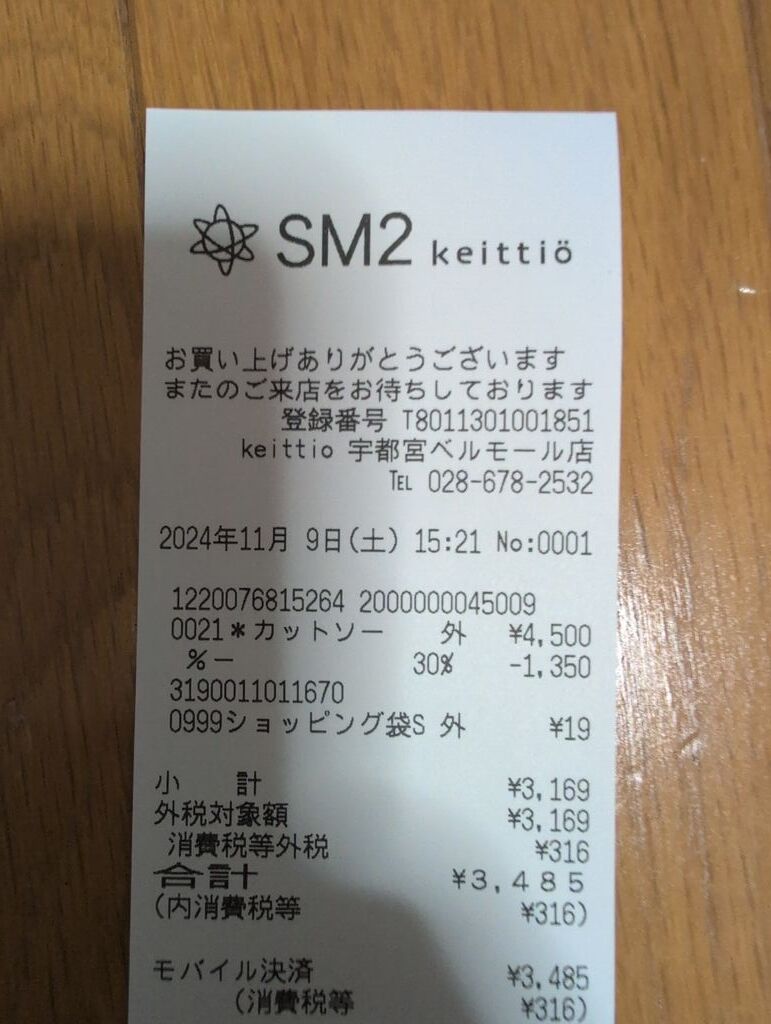 SM2 keittiö
お買い上げありがとうございます
またのご来店をお待ちしております
登録番号 T8011301001851
keittio 宇都宮ベルモール店
℡ 028-678-2532
2024年11月 9日(土) 15:21 No:0001
1220076815264 2000000045009
0021*カットソー 外 ¥4,500
%- 30% -1,350
3190011011670
0999ショッピング袋S 外 ¥19
小 計 ¥3,169
外税対象額 ¥3,169
消費税等外税 ¥316
合計 ¥3,485
(内消費税等 ¥316)
モバイル決済 ¥3,485
(消費税等 ¥316)